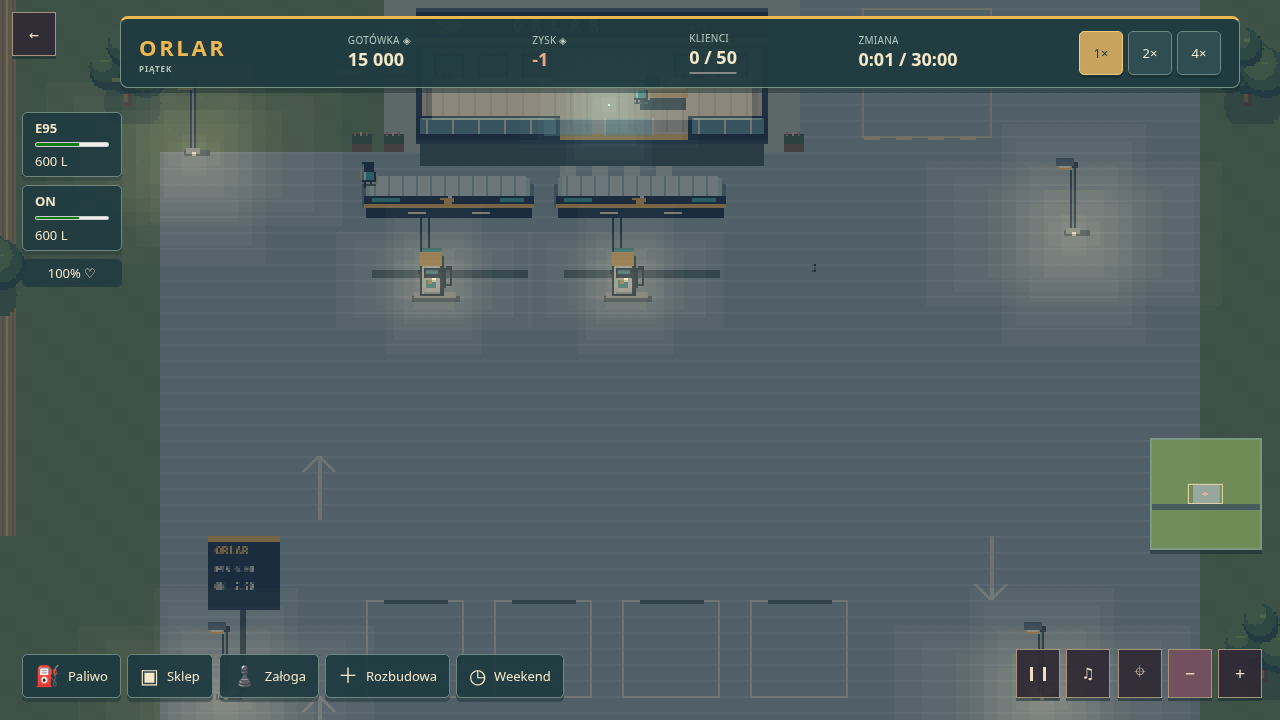 ←
ORLAR
PIĄTEK
GOTÓWKA ◈
15 000
ZYSK ◈
-1
KLIENCI
0 / 50
ZMIANA
0:01 / 30:00
1×
2×
4×
E95
600 L
ON
600 L
100% ♡
ORLAR
Paliwo
Sklep
Załoga
Rozbudowa
Weekend
−
+